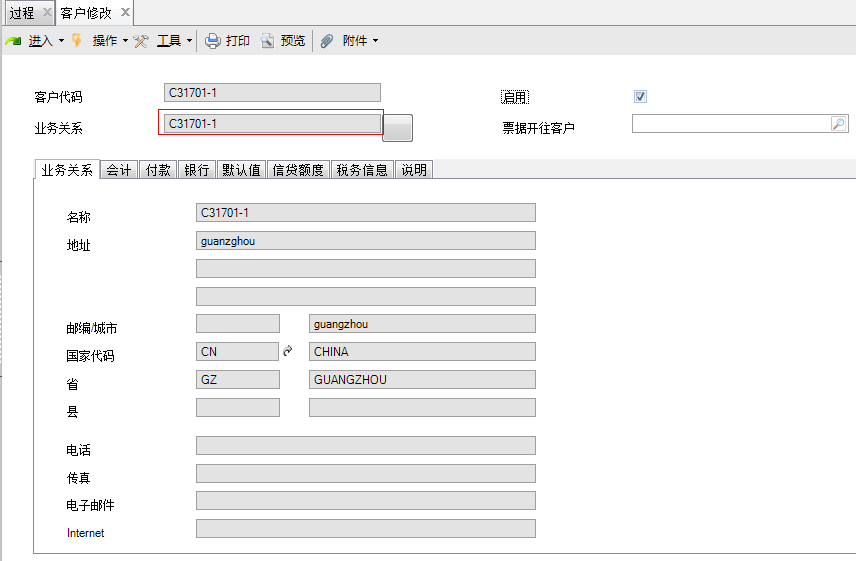 过程 客户修改
进入 操作 工具 打印 预览 附件
客户代码 C31701-1 启用
业务关系 C31701-1 票据开往客户
业务关系 会计 付款 银行 默认值 信贷额度 税务信息 说明
名称 C31701-1
地址 guanzghou
邮编/城市 guangzhou
国家代码 CN CHINA
省 GZ GUANGZHOU
县
电话
传真
电子邮件
Internet